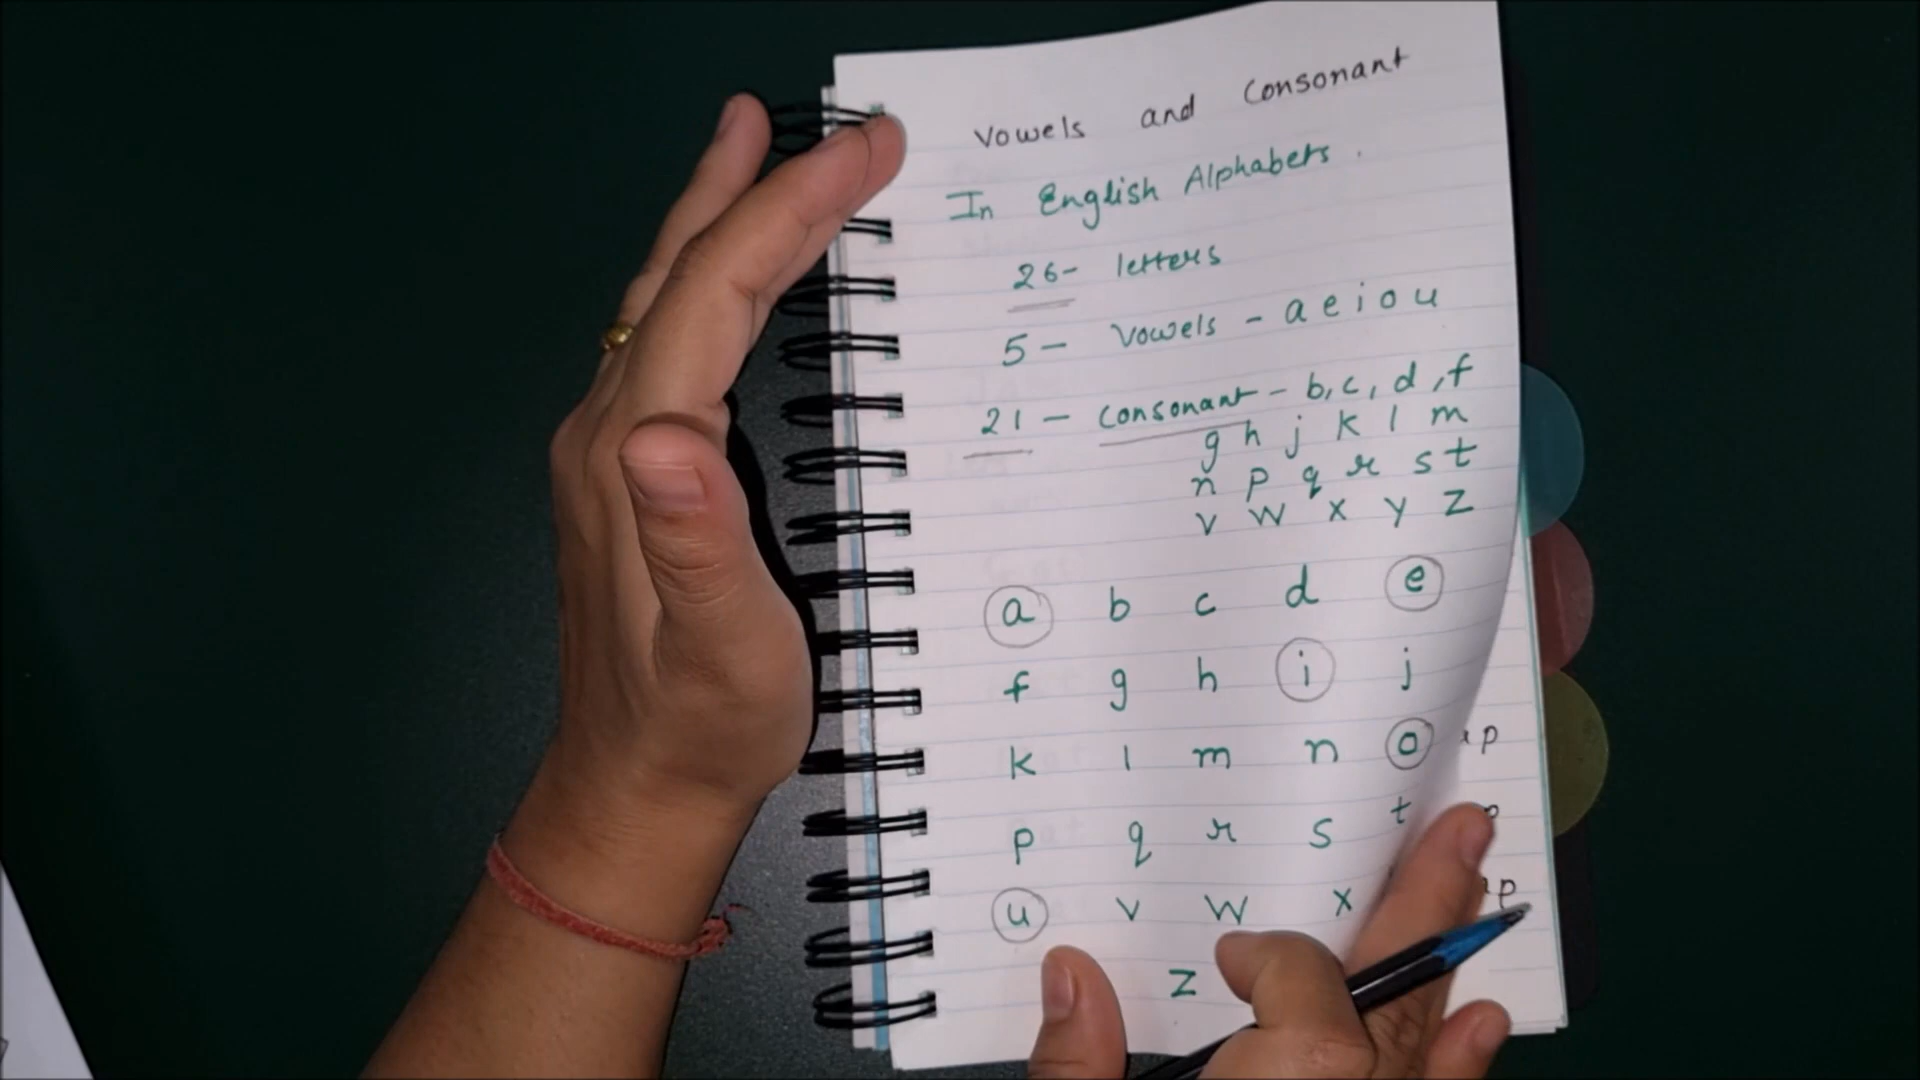 Vowels and Consonant
In English Alphabets.
26- letters
5- Vowels - a e i o u
21- Consonant - b, c, d, f
g h j k l m
n p q r s t
v w x y z
a b c d e
f g h i j
k l m n o
p q r s t
u v w x
z